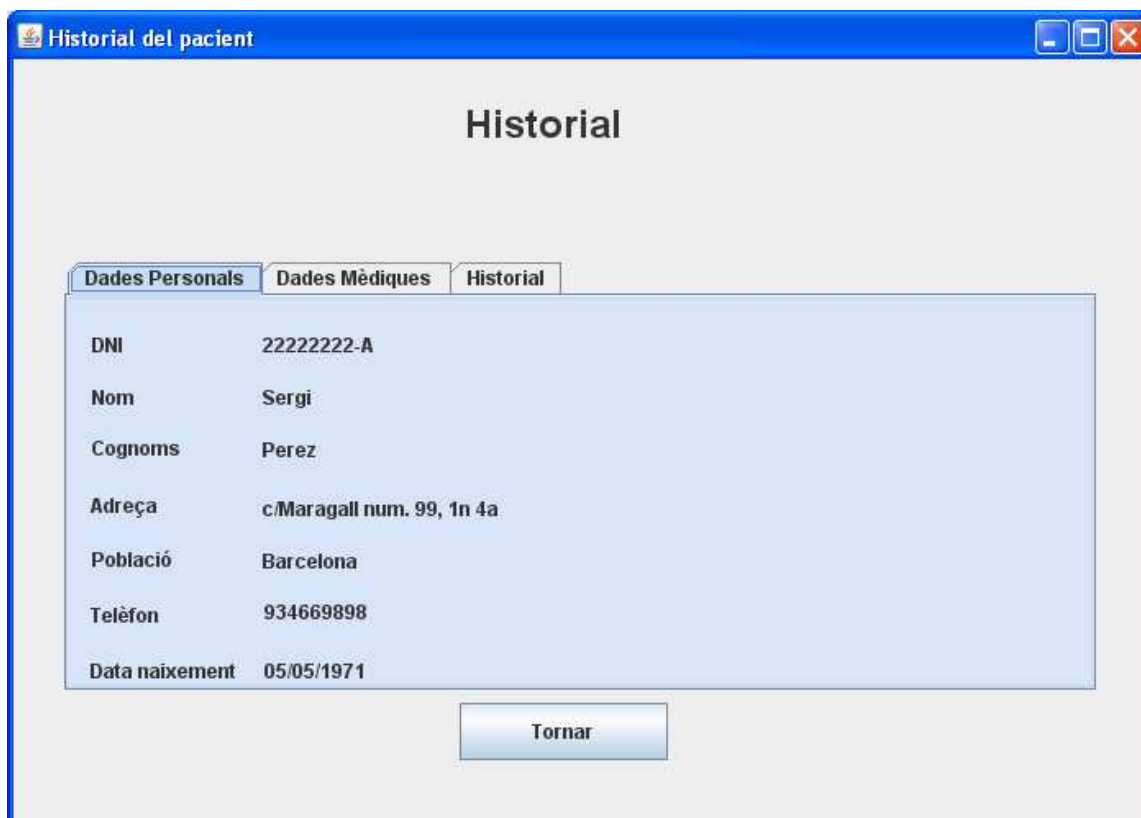 Historial del pacient
Historial
Dades Personals Dades Mèdiques Historial
DNI 22222222-A
Nom Sergi
Cognoms Perez
Adreça c/Maragall num. 99, 1n 4a
Població Barcelona
Telèfon 934669898
Data naixement 05/05/1971
Tornar